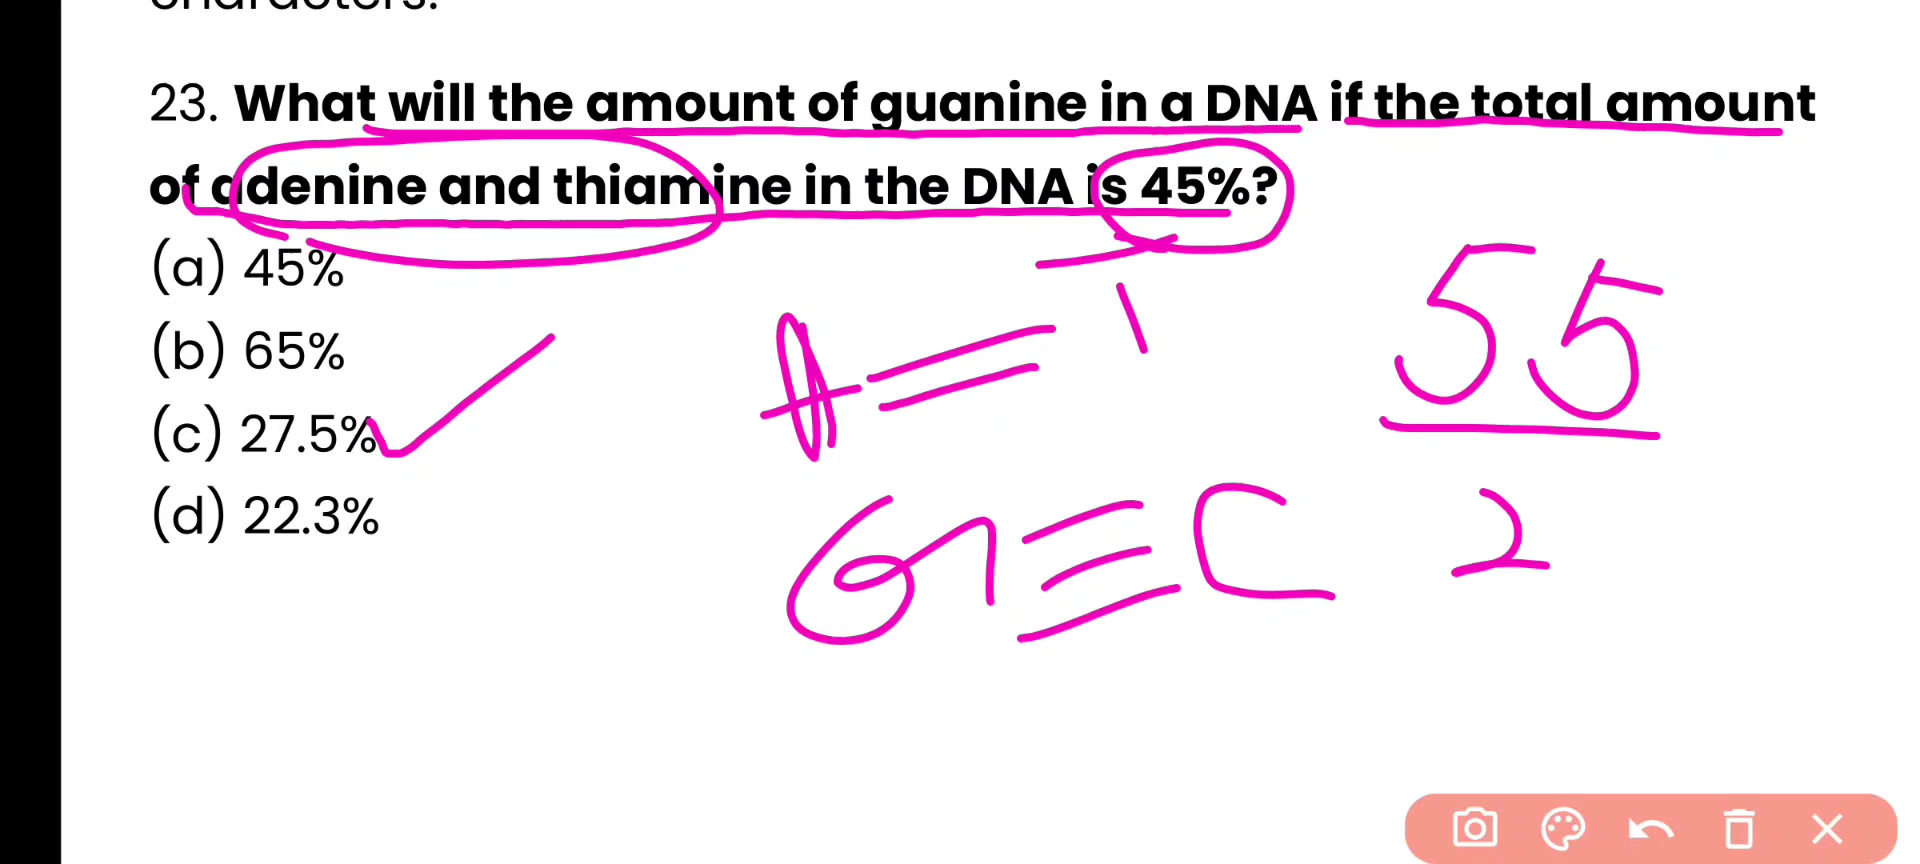 characters.
23. What will the amount of guanine in a DNA if the total amount
of adenine and thiamine in the DNA is 45%?
(a) 45%
(b) 65%
(c) 27.5%
(d) 22.3%
A =
55
G ≡ C
2